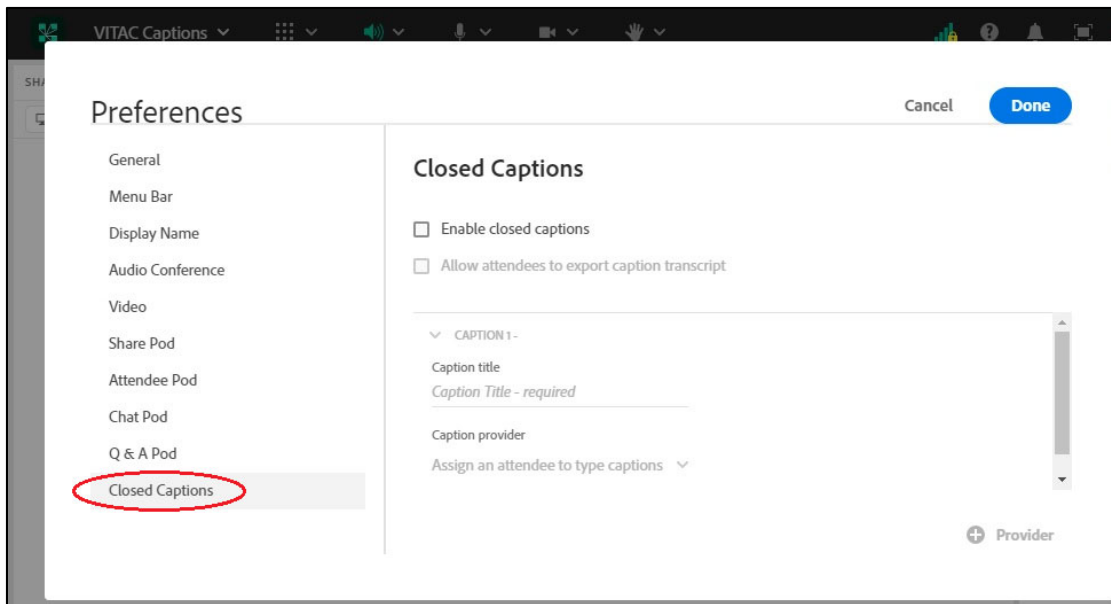 VITAC Captions
SHA
Preferences
Cancel
Done
General
Menu Bar
Display Name
Audio Conference
Video
Share Pod
Attendee Pod
Chat Pod
Q & A Pod
Closed Captions
Closed Captions
Enable closed captions
Allow attendees to export caption transcript
CAPTION 1 -
Caption title
Caption Title - required
Caption provider
Assign an attendee to type captions
Provider